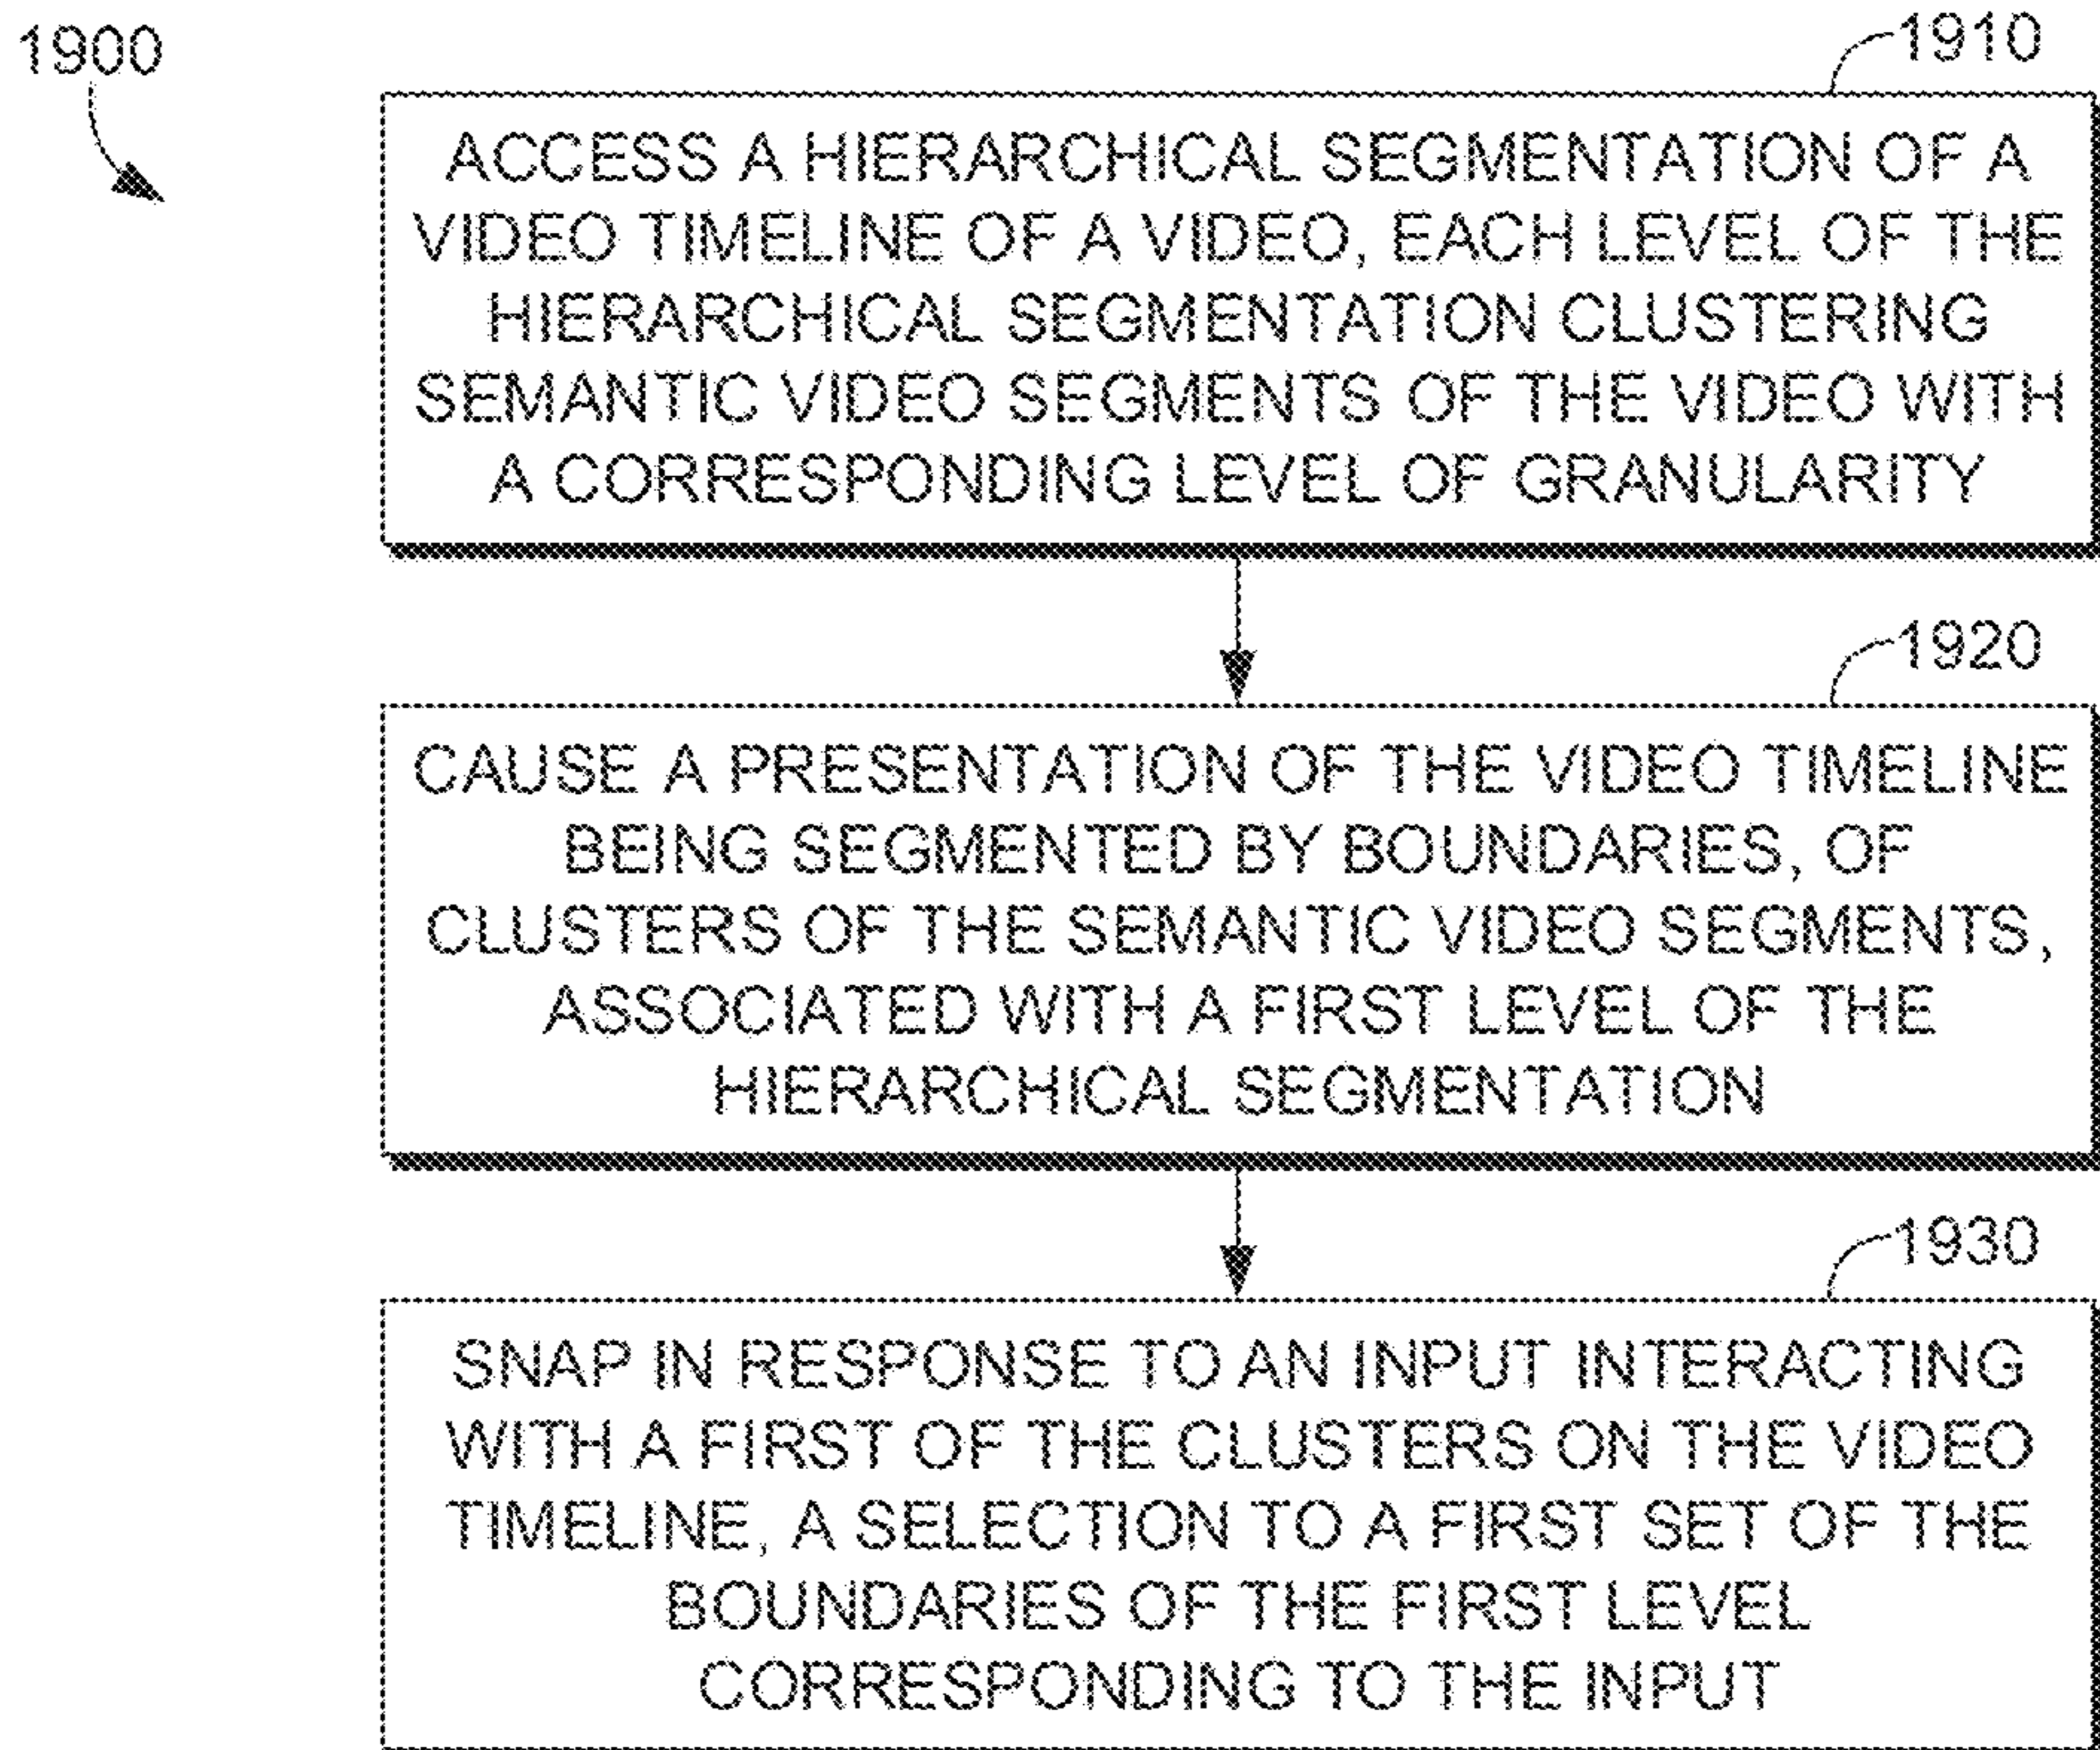 1900
1910
ACCESS A HIERARCHICAL SEGMENTATION OF A
VIDEO TIMELINE OF A VIDEO, EACH LEVEL OF THE
HIERARCHICAL SEGMENTATION CLUSTERING
SEMANTIC VIDEO SEGMENTS OF THE VIDEO WITH
A CORRESPONDING LEVEL OF GRANULARITY
1920
CAUSE A PRESENTATION OF THE VIDEO TIMELINE
BEING SEGMENTED BY BOUNDARIES, OF
CLUSTERS OF THE SEMANTIC VIDEO SEGMENTS,
ASSOCIATED WITH A FIRST LEVEL OF THE
HIERARCHICAL SEGMENTATION
1930
SNAP IN RESPONSE TO AN INPUT INTERACTING
WITH A FIRST OF THE CLUSTERS ON THE VIDEO
TIMELINE, A SELECTION TO A FIRST SET OF THE
BOUNDARIES OF THE FIRST LEVEL
CORRESPONDING TO THE INPUT